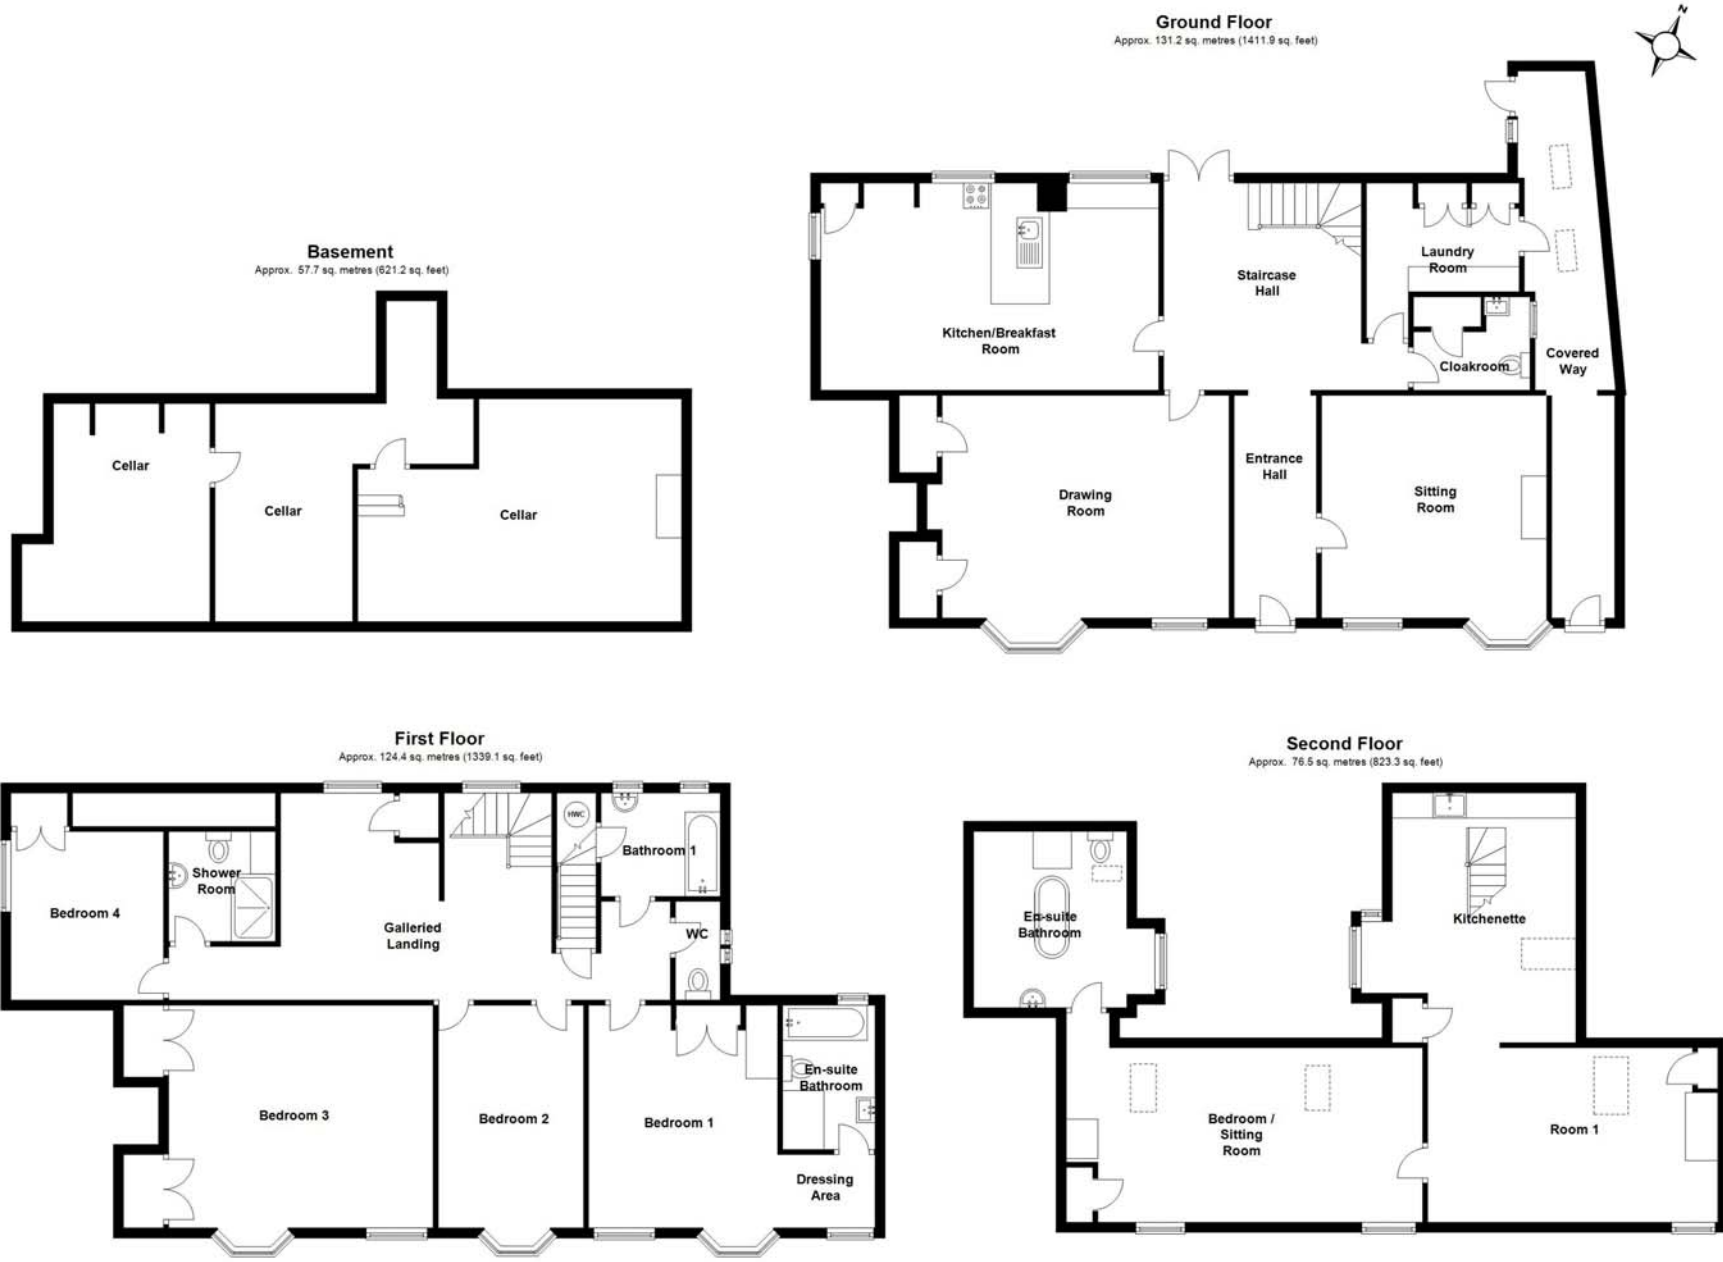 N
Ground Floor
Approx. 131.2 sq. metres (1411.9 sq. feet)
Kitchen/Breakfast
Room
Staircase
Hall
Laundry
Room
Cloakroom
Covered
Way
Drawing
Room
Entrance
Hall
Sitting
Room
Basement
Approx. 57.7 sq. metres (621.2 sq. feet)
Cellar
Cellar
Cellar
First Floor
Approx. 124.4 sq. metres (1339.1 sq. feet)
HWC
Bathroom 1
Shower
Room
Bedroom 4
Galleried
Landing
WC
En-suite
Bathroom
Bedroom 3
Bedroom 2
Bedroom 1
Dressing
Area
Second Floor
Approx. 76.5 sq. metres (823.3 sq. feet)
En-suite
Bathroom
Kitchenette
Bedroom /
Sitting
Room
Room 1